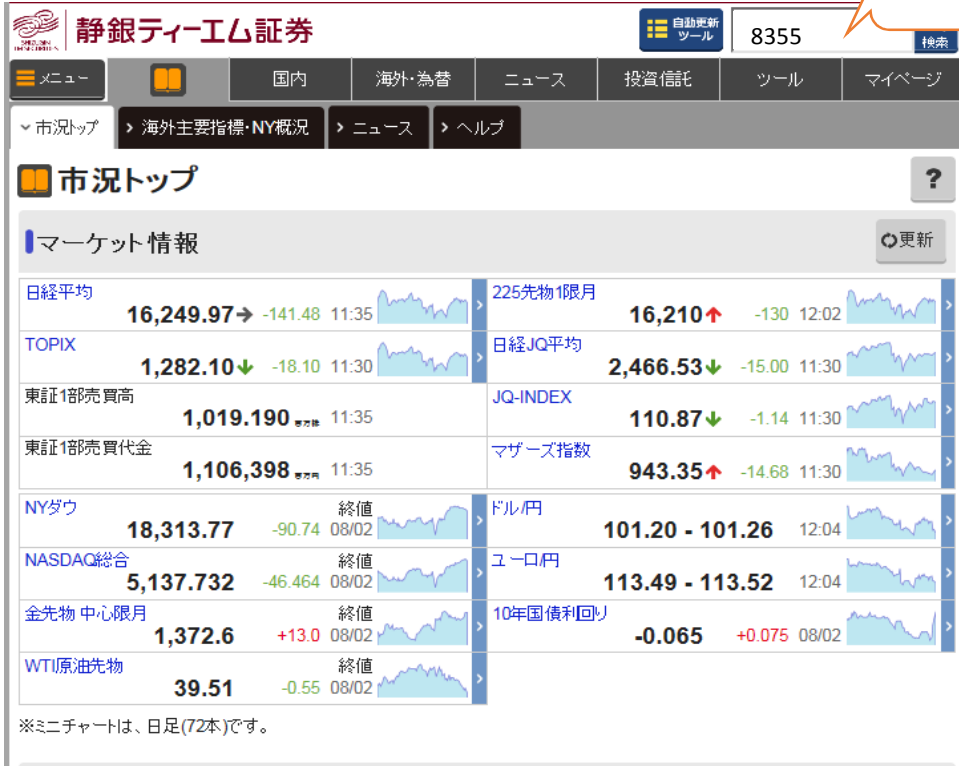 静銀ティーエム証券
自動更新ツール 8355 検索
メニュー 国内 海外・為替 ニュース 投資信託 ツール マイページ
市況トップ 海外主要指標・NY概況 ニュース ヘルプ
市況トップ ?
マーケット情報 更新
日経平均 225先物1限月
16,249.97→ -141.48 11:35 16,210↑ -130 12:02
TOPIX 日経JQ平均
1,282.10↓ -18.10 11:30 2,466.53↓ -15.00 11:30
東証1部売買高 JQ-INDEX
1,019.190 百万株 11:35 110.87↓ -1.14 11:30
東証1部売買代金 マザーズ指数
1,106,398 百万円 11:35 943.35↑ -14.68 11:30
NYダウ 終値 ドル/円
18,313.77 -90.74 08/02 101.20 - 101.26 12:04
NASDAQ総合 終値 ユーロ/円
5,137.732 -46.464 08/02 113.49 - 113.52 12:04
金先物 中心限月 終値 10年国債利回り
1,372.6 +13.0 08/02 -0.065 +0.075 08/02
WTI原油先物 終値
39.51 -0.55 08/02
※ミニチャートは、日足(72本)です。